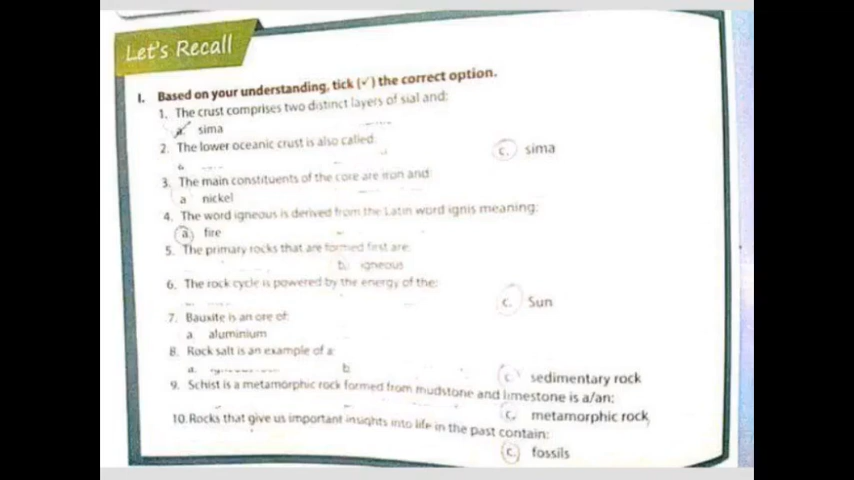 Let's Recall
I. Based on your understanding, tick (✓) the correct option.
1. The crust comprises two distinct layers of sial and:
a. sima
2. The lower oceanic crust is also called:
c. sima
3. The main constituents of the core are iron and
a nickel
4. The word igneous is derived from the Latin word ignis meaning:
a. fire
5. The primary rocks that are formed first are:
b. igneous
6. The rock cycle is powered by the energy of the:
c. Sun
7. Bauxite is an ore of:
a aluminium
8. Rock salt is an example of a
a. b
c. sedimentary rock
9. Schist is a metamorphic rock formed from mudstone and limestone is a/an:
c. metamorphic rock
10. Rocks that give us important insights into life in the past contain:
c. fossils